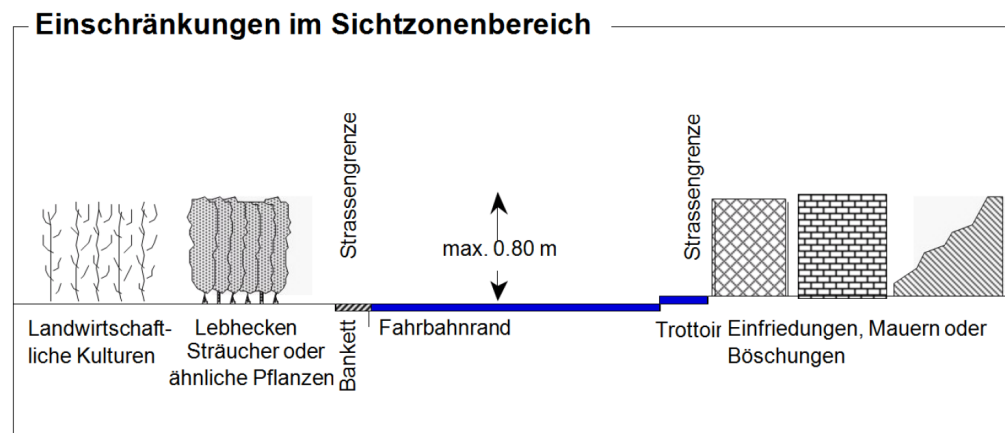 Einschränkungen im Sichtzonenbereich
Strassengrenze
Strassengrenze
max. 0.80 m
Landwirtschaft-
liche Kulturen
Lebhecken
Sträucher oder
ähnliche Pflanzen
Bankett
Fahrbahnrand
Trottoir
Einfriedungen, Mauern oder
Böschungen